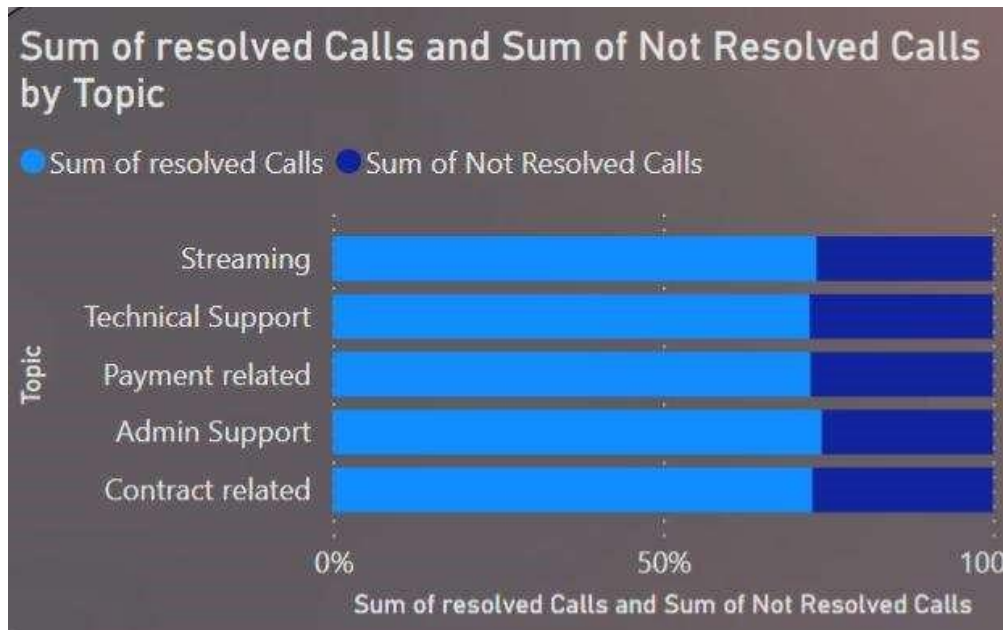 Sum of resolved Calls and Sum of Not Resolved Calls
by Topic
Sum of resolved Calls Sum of Not Resolved Calls
Streaming
Technical Support
Payment related
Admin Support
Contract related
Topic
0% 50% 100
Sum of resolved Calls and Sum of Not Resolved Calls